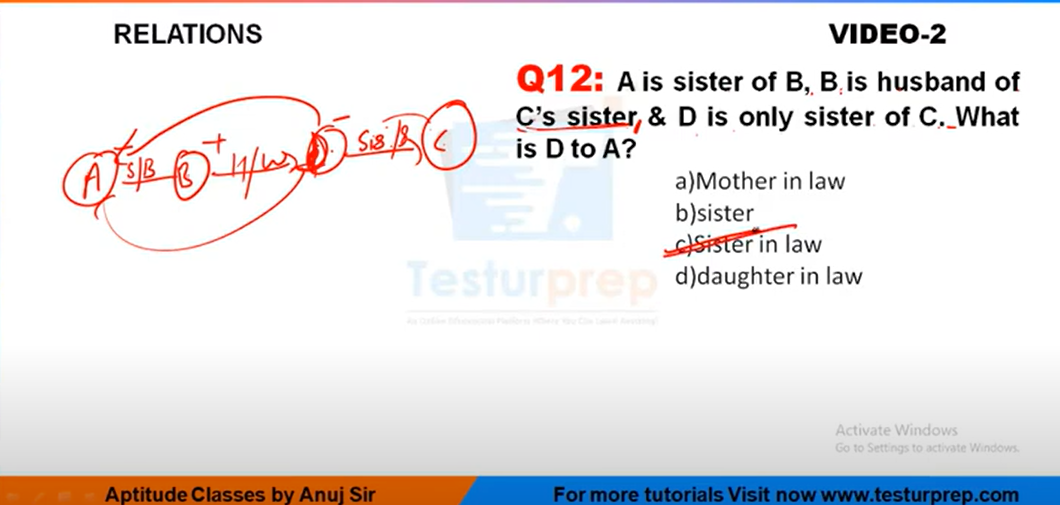 RELATIONS
VIDEO-2
Q12: A is sister of B, B is husband of
C's sister, & D is only sister of C. What
is D to A?
A S/B B H/W D Sis/B C
a)Mother in law
b)sister
c)Sister in law
d)daughter in law
Testurprep
Activate Windows
Go to Settings to activate Windows.
Aptitude Classes by Anuj Sir
For more tutorials Visit now www.testurprep.com